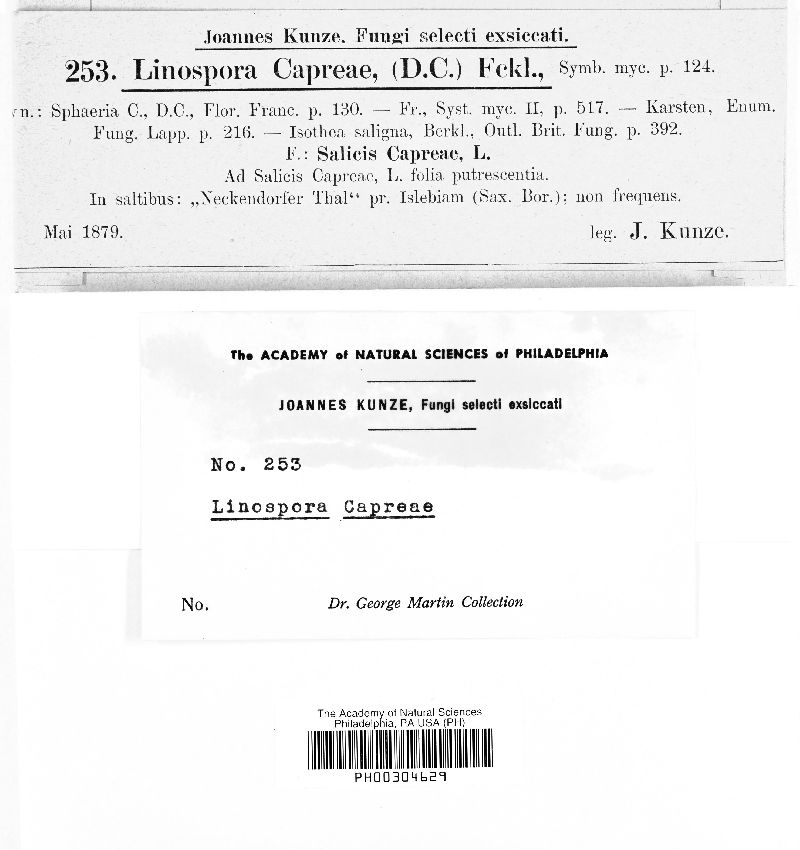 Joannes Kunze. Fungi selecti exsiccati.
253. Linospora Capreae, (D.C.) Fckl., Symb. myc. p. 124.
n.: Sphaeria C., D.C., Flor. Franc. p. 130. — Fr., Syst. myc. II, p. 517. — Karsten, Enum.
Fung. Lapp. p. 216. — Isothea saligna, Berkl., Outl. Brit. Fung. p. 392.
F.: Salicis Capreae, L.
Ad Salicis Capreae, L. folia putrescentia.
In saltibus: „Neckendorfer Thal“ pr. Islebiam (Sax. Bor.); non frequens.
Mai 1879. leg. J. Kunze.
The ACADEMY of NATURAL SCIENCES of PHILADELPHIA
JOANNES KUNZE, Fungi selecti exsiccati
No. 253
Linospora Capreae
No. Dr. George Martin Collection
The Academy of Natural Sciences
Philadelphia, PA USA (PH)
PH00304629